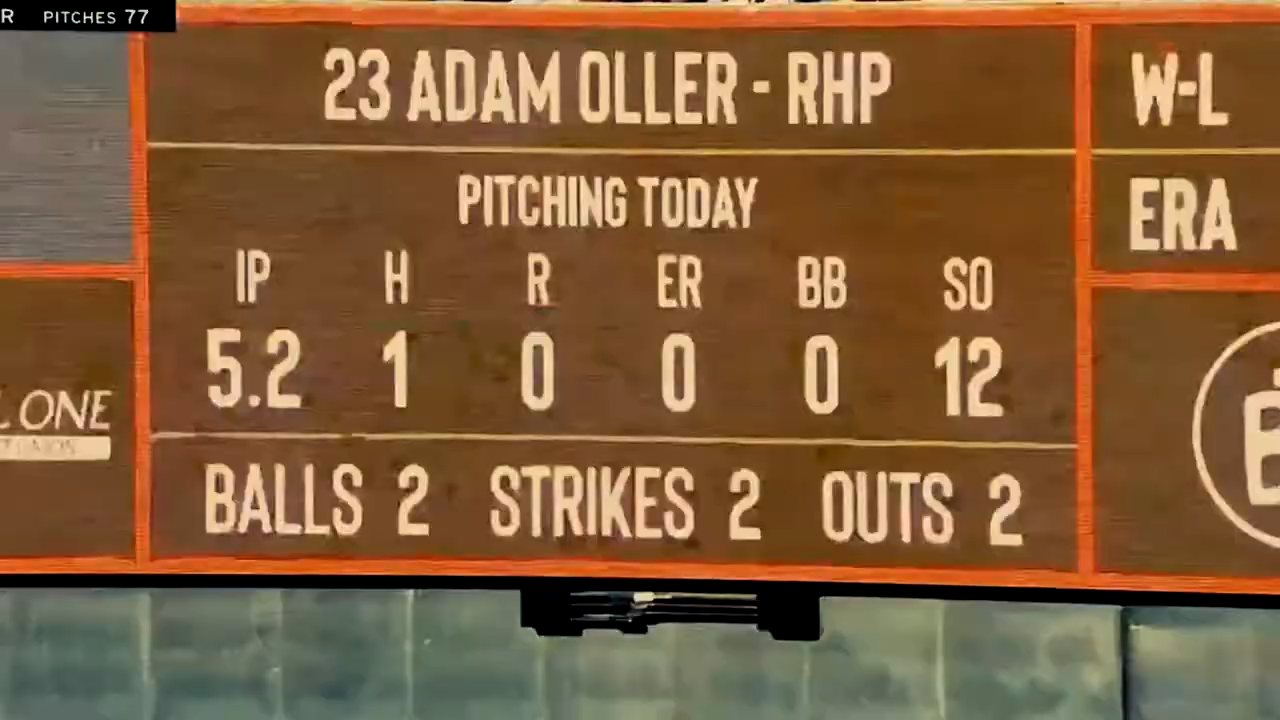 R PITCHES 77
23 ADAM OLLER - RHP
W-L
PITCHING TODAY
ERA
IP H R ER BB SO
5.2 1 0 0 0 12
ONE
BALLS 2 STRIKES 2 OUTS 2